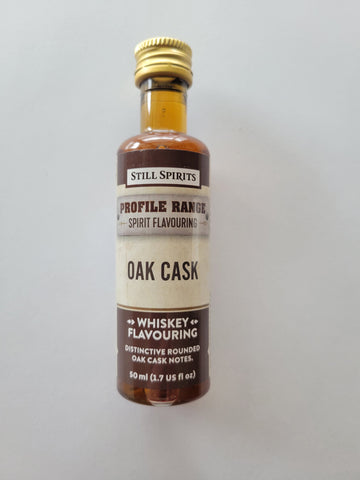 STILL SPIRITS
PROFILE RANGE
SPIRIT FLAVOURING
OAK CASK
WHISKEY
FLAVOURING
DISTINCTIVE ROUNDED
OAK CASK NOTES.
50 ml (1.7 US fl oz)